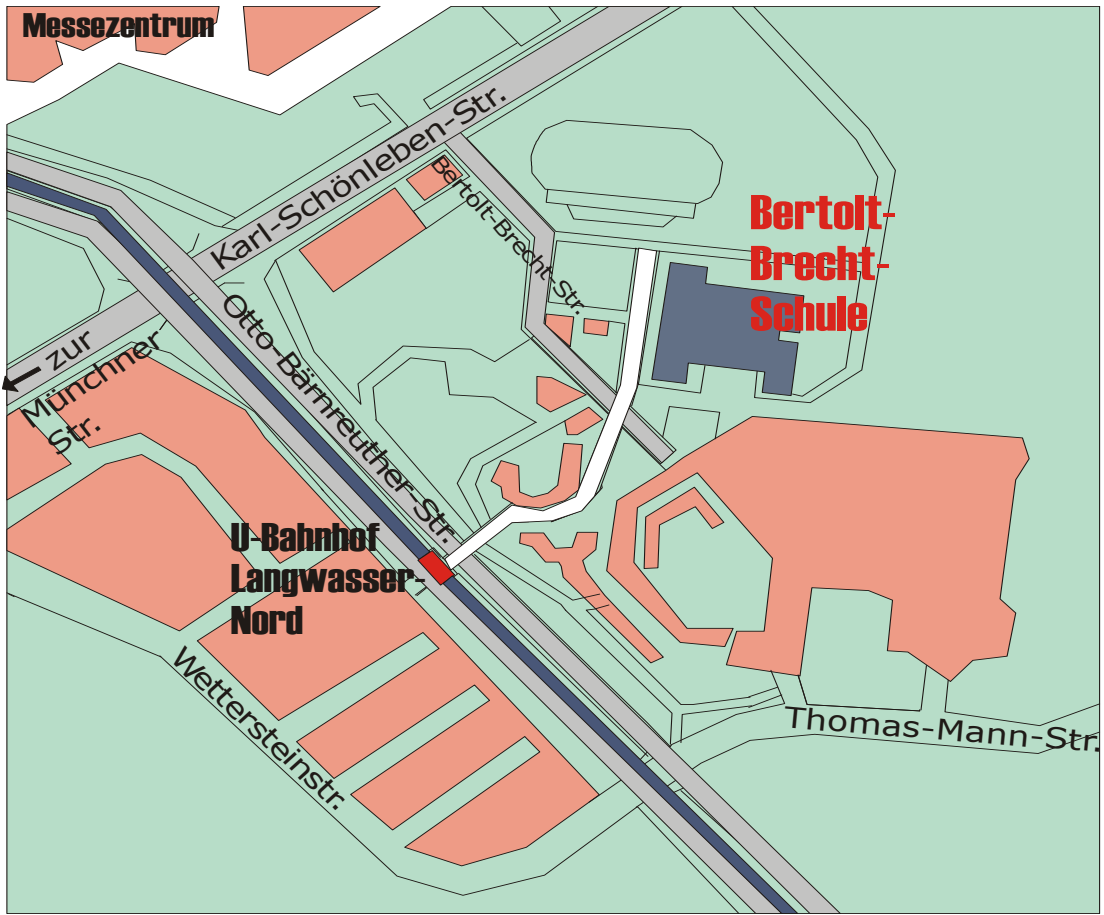 Messezentrum
Karl-Schönleben-Str.
Bertolt-Brecht-Str.
Bertolt-
Brecht-
Schule
Otto-Bärnreuther-Str.
zur
Münchner
Str.
U-Bahnhof
Langwasser-
Nord
Wettersteinstr.
Thomas-Mann-Str.